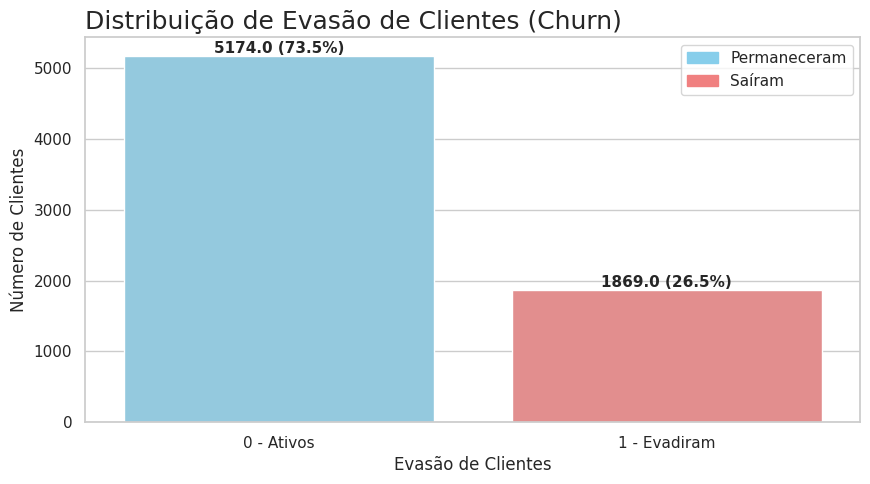 Distribuição de Evasão de Clientes (Churn)
5174.0 (73.5%)
Permaneceram
Saíram
1869.0 (26.5%)
Número de Clientes
5000
4000
3000
2000
1000
0
0 - Ativos
1 - Evadiram
Evasão de Clientes